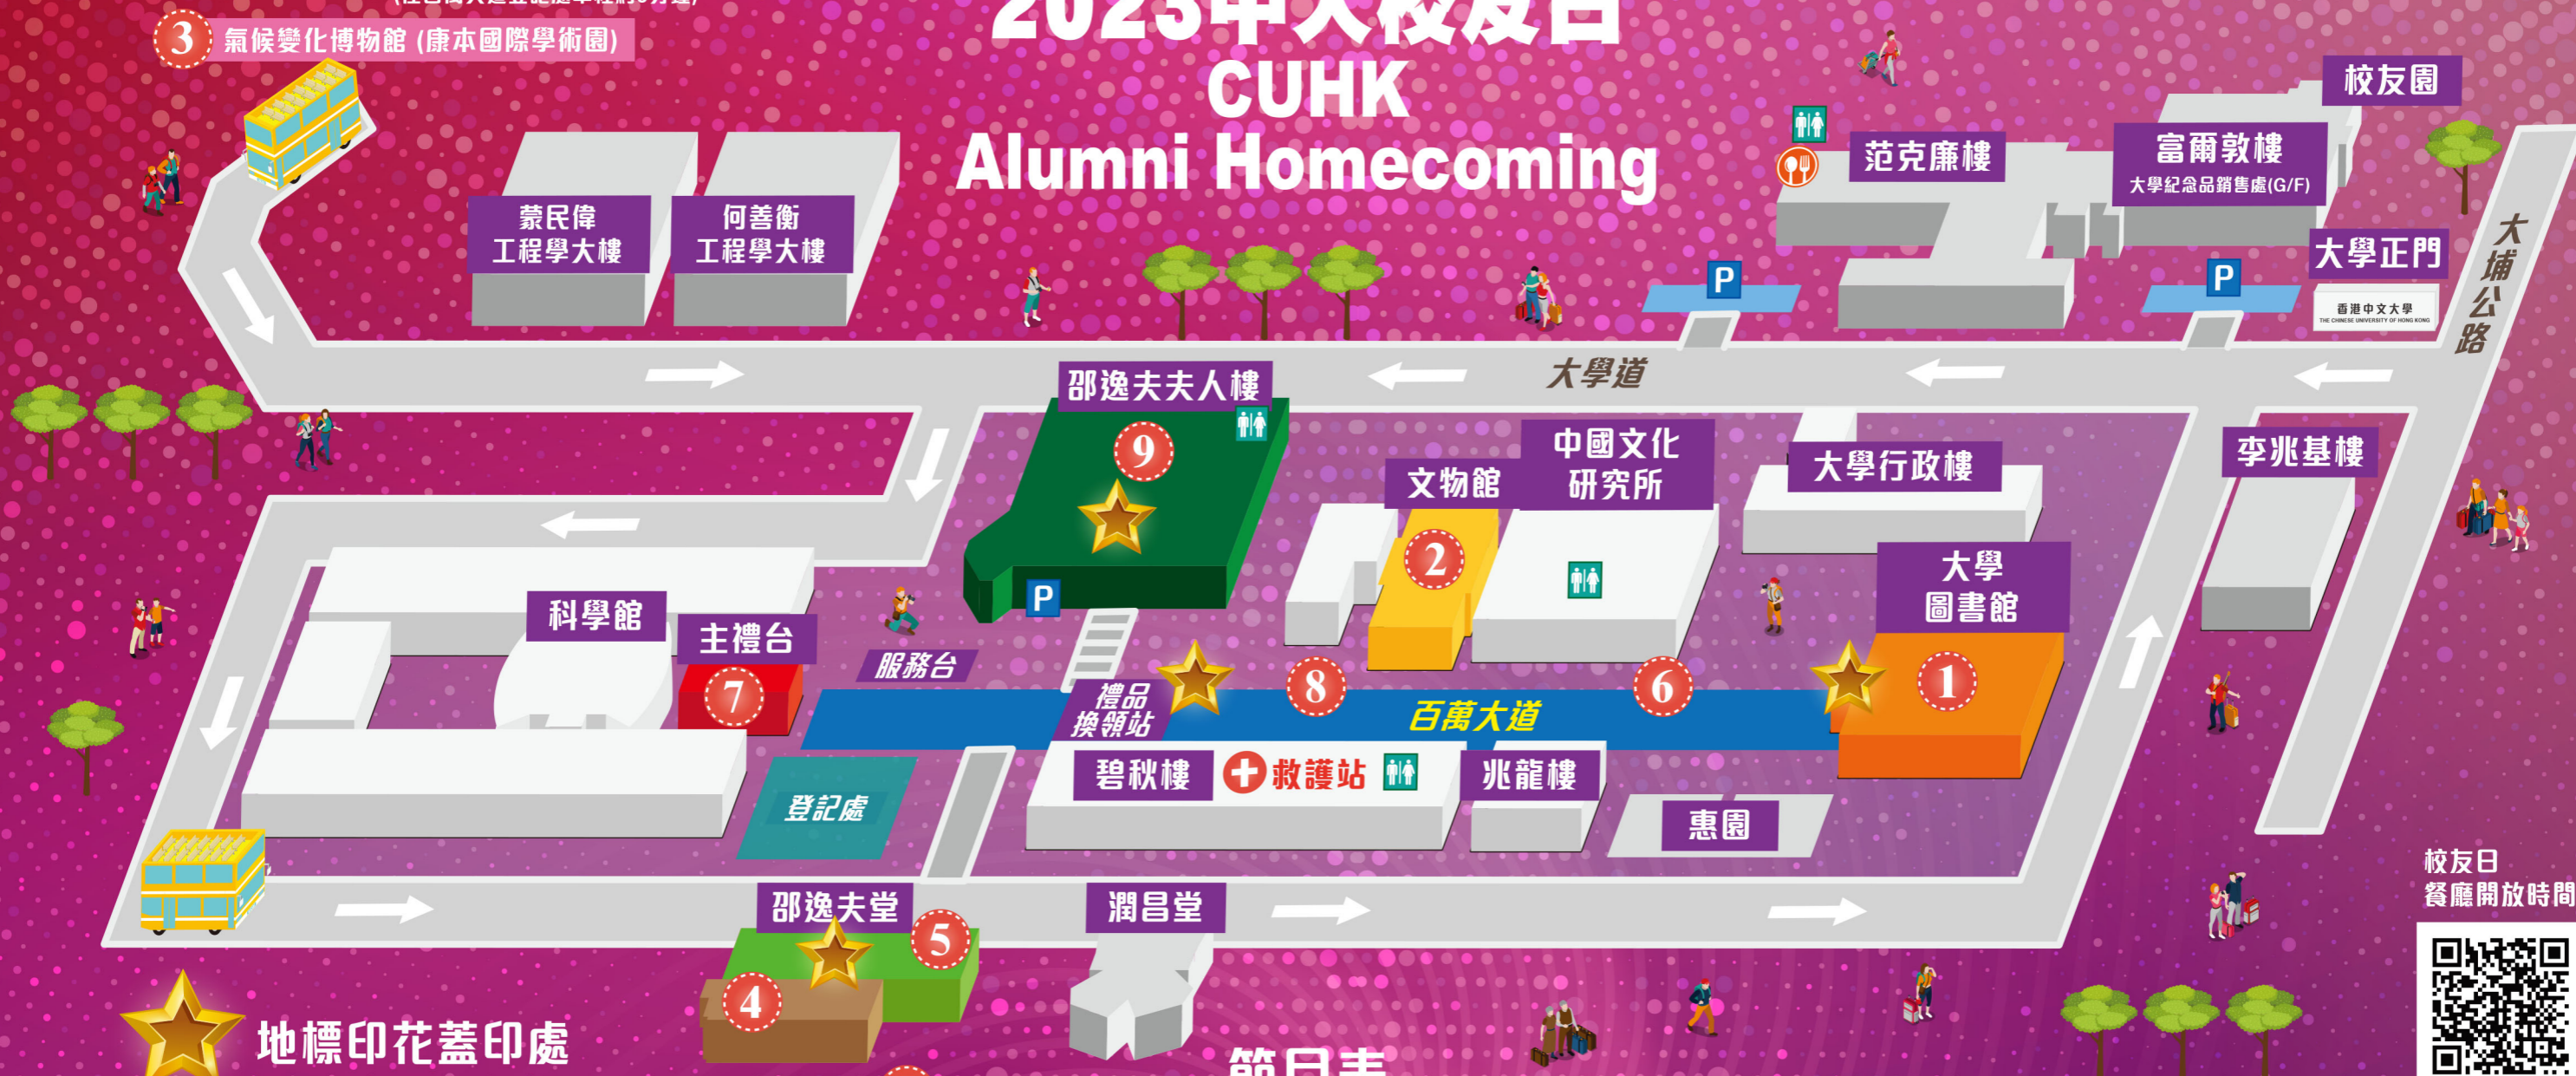 2023中大校友日
CUHK
Alumni Homecoming
3 氣候變化博物館 (康本國際學術園)
校友園
富爾敦樓
大學紀念品銷售處(G/F)
范克廉樓
蒙民偉
工程學大樓
何善衡
工程學大樓
大學正門
香港中文大學
THE CHINESE UNIVERSITY OF HONG KONG
大埔公路
P
P
大學道
邵逸夫夫人樓
9
P
文物館
2
中國文化
研究所
大學行政樓
李兆基樓
大學
圖書館
1
科學館
主禮台
7
服務台
禮品
換領站
8
百萬大道
6
碧秋樓
救護站
兆龍樓
惠園
登記處
邵逸夫堂
5
4
潤昌堂
校友日
餐廳開放時間
地標印花蓋印處
節目表